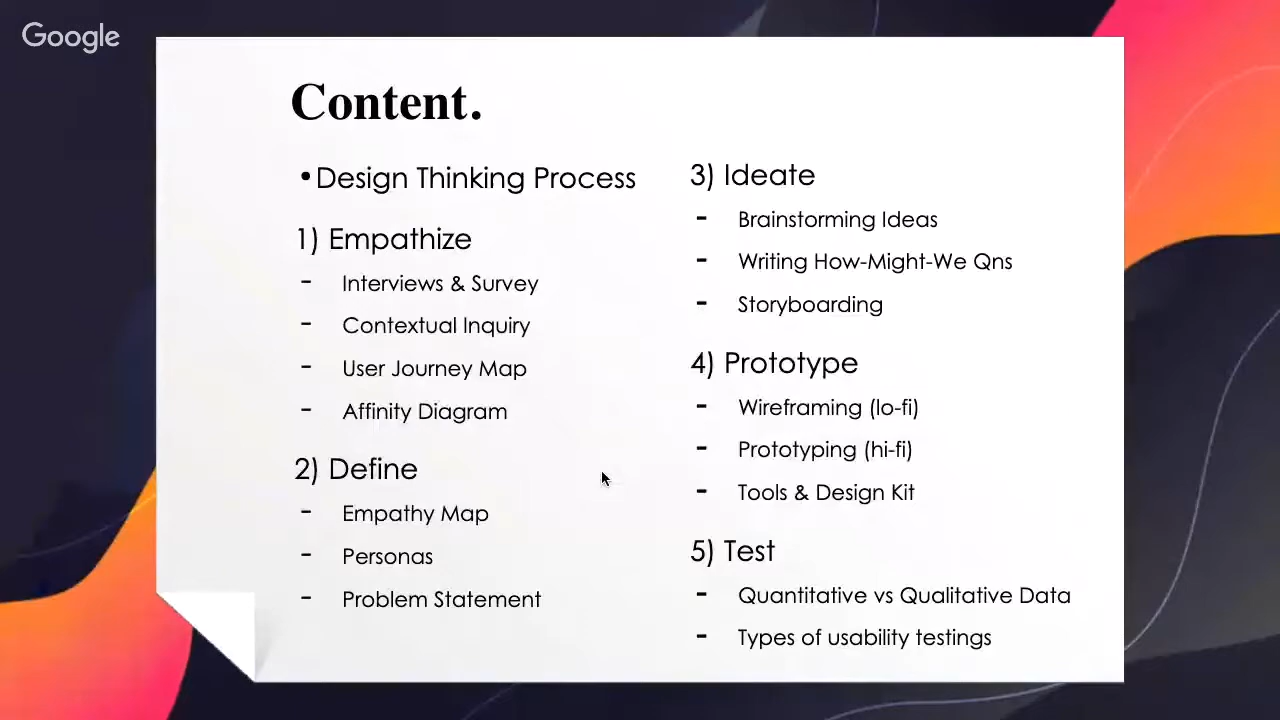 Google
Content.
•Design Thinking Process
1) Empathize
- Interviews & Survey
- Contextual Inquiry
- User Journey Map
- Affinity Diagram
2) Define
- Empathy Map
- Personas
- Problem Statement
3) Ideate
- Brainstorming Ideas
- Writing How-Might-We Qns
- Storyboarding
4) Prototype
- Wireframing (lo-fi)
- Prototyping (hi-fi)
- Tools & Design Kit
5) Test
- Quantitative vs Qualitative Data
- Types of usability testings